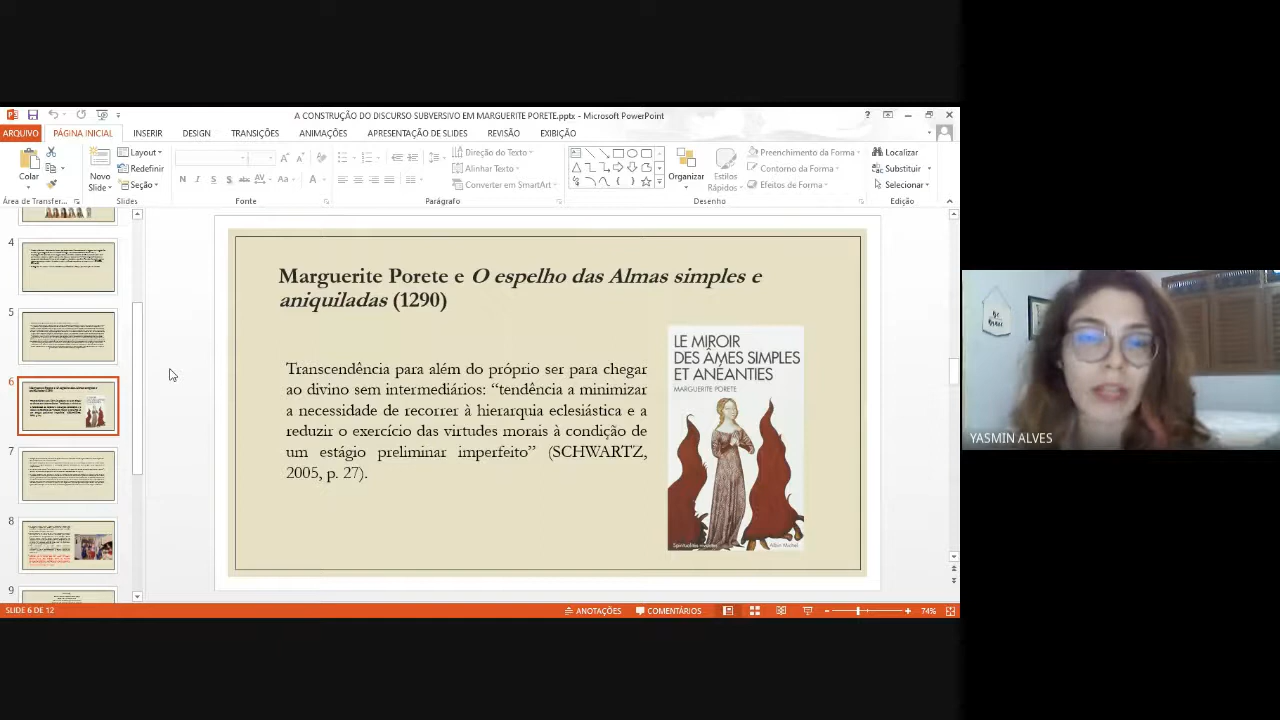 A CONSTRUÇÃO DO DISCURSO SUBVERSIVO EM MARGUERITE PORETE.pptx - Microsoft PowerPoint
ARQUIVO PÁGINA INICIAL INSERIR DESIGN TRANSIÇÕES ANIMAÇÕES APRESENTAÇÃO DE SLIDES REVISÃO EXIBIÇÃO
Colar
Novo
Slide
Layout
Redefinir
Seção
Direção do Texto
Alinhar Texto
Converter em SmartArt
Organizar
Estilos
Rápidos
Preenchimento da Forma
Contorno da Forma
Efeitos de Forma
Localizar
Substituir
Selecionar
Área de Transfer... Slides Fonte Parágrafo Desenho Edição
4
5
6
7
8
9
Marguerite Porete e O espelho das Almas simples e
aniquiladas (1290)
Transcendência para além do próprio ser para chegar
ao divino sem intermediários: “tendência a minimizar
a necessidade de recorrer à hierarquia eclesiástica e a
reduzir o exercício das virtudes morais à condição de
um estágio preliminar imperfeito” (SCHWARTZ,
2005, p. 27).
LE MIROIR
DES ÂMES SIMPLES
ET ANÉANTIES
MARGUERITE PORETE
Albin Michel
YASMIN ALVES
SLIDE 6 DE 12 ANOTAÇÕES COMENTÁRIOS 74%